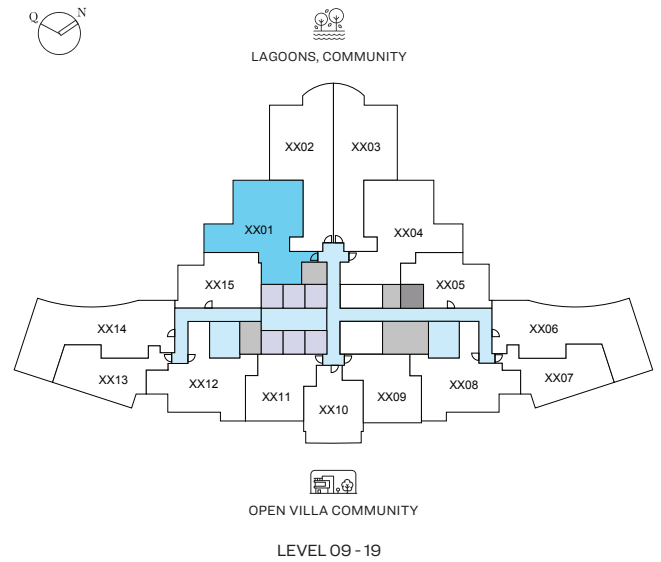 Q N
LAGOONS, COMMUNITY
XX02 XX03
XX01
XX04
XX15 XX05
XX14 XX06
XX13 XX12 XX08 XX07
XX11 XX10 XX09
OPEN VILLA COMMUNITY
LEVEL 09 - 19